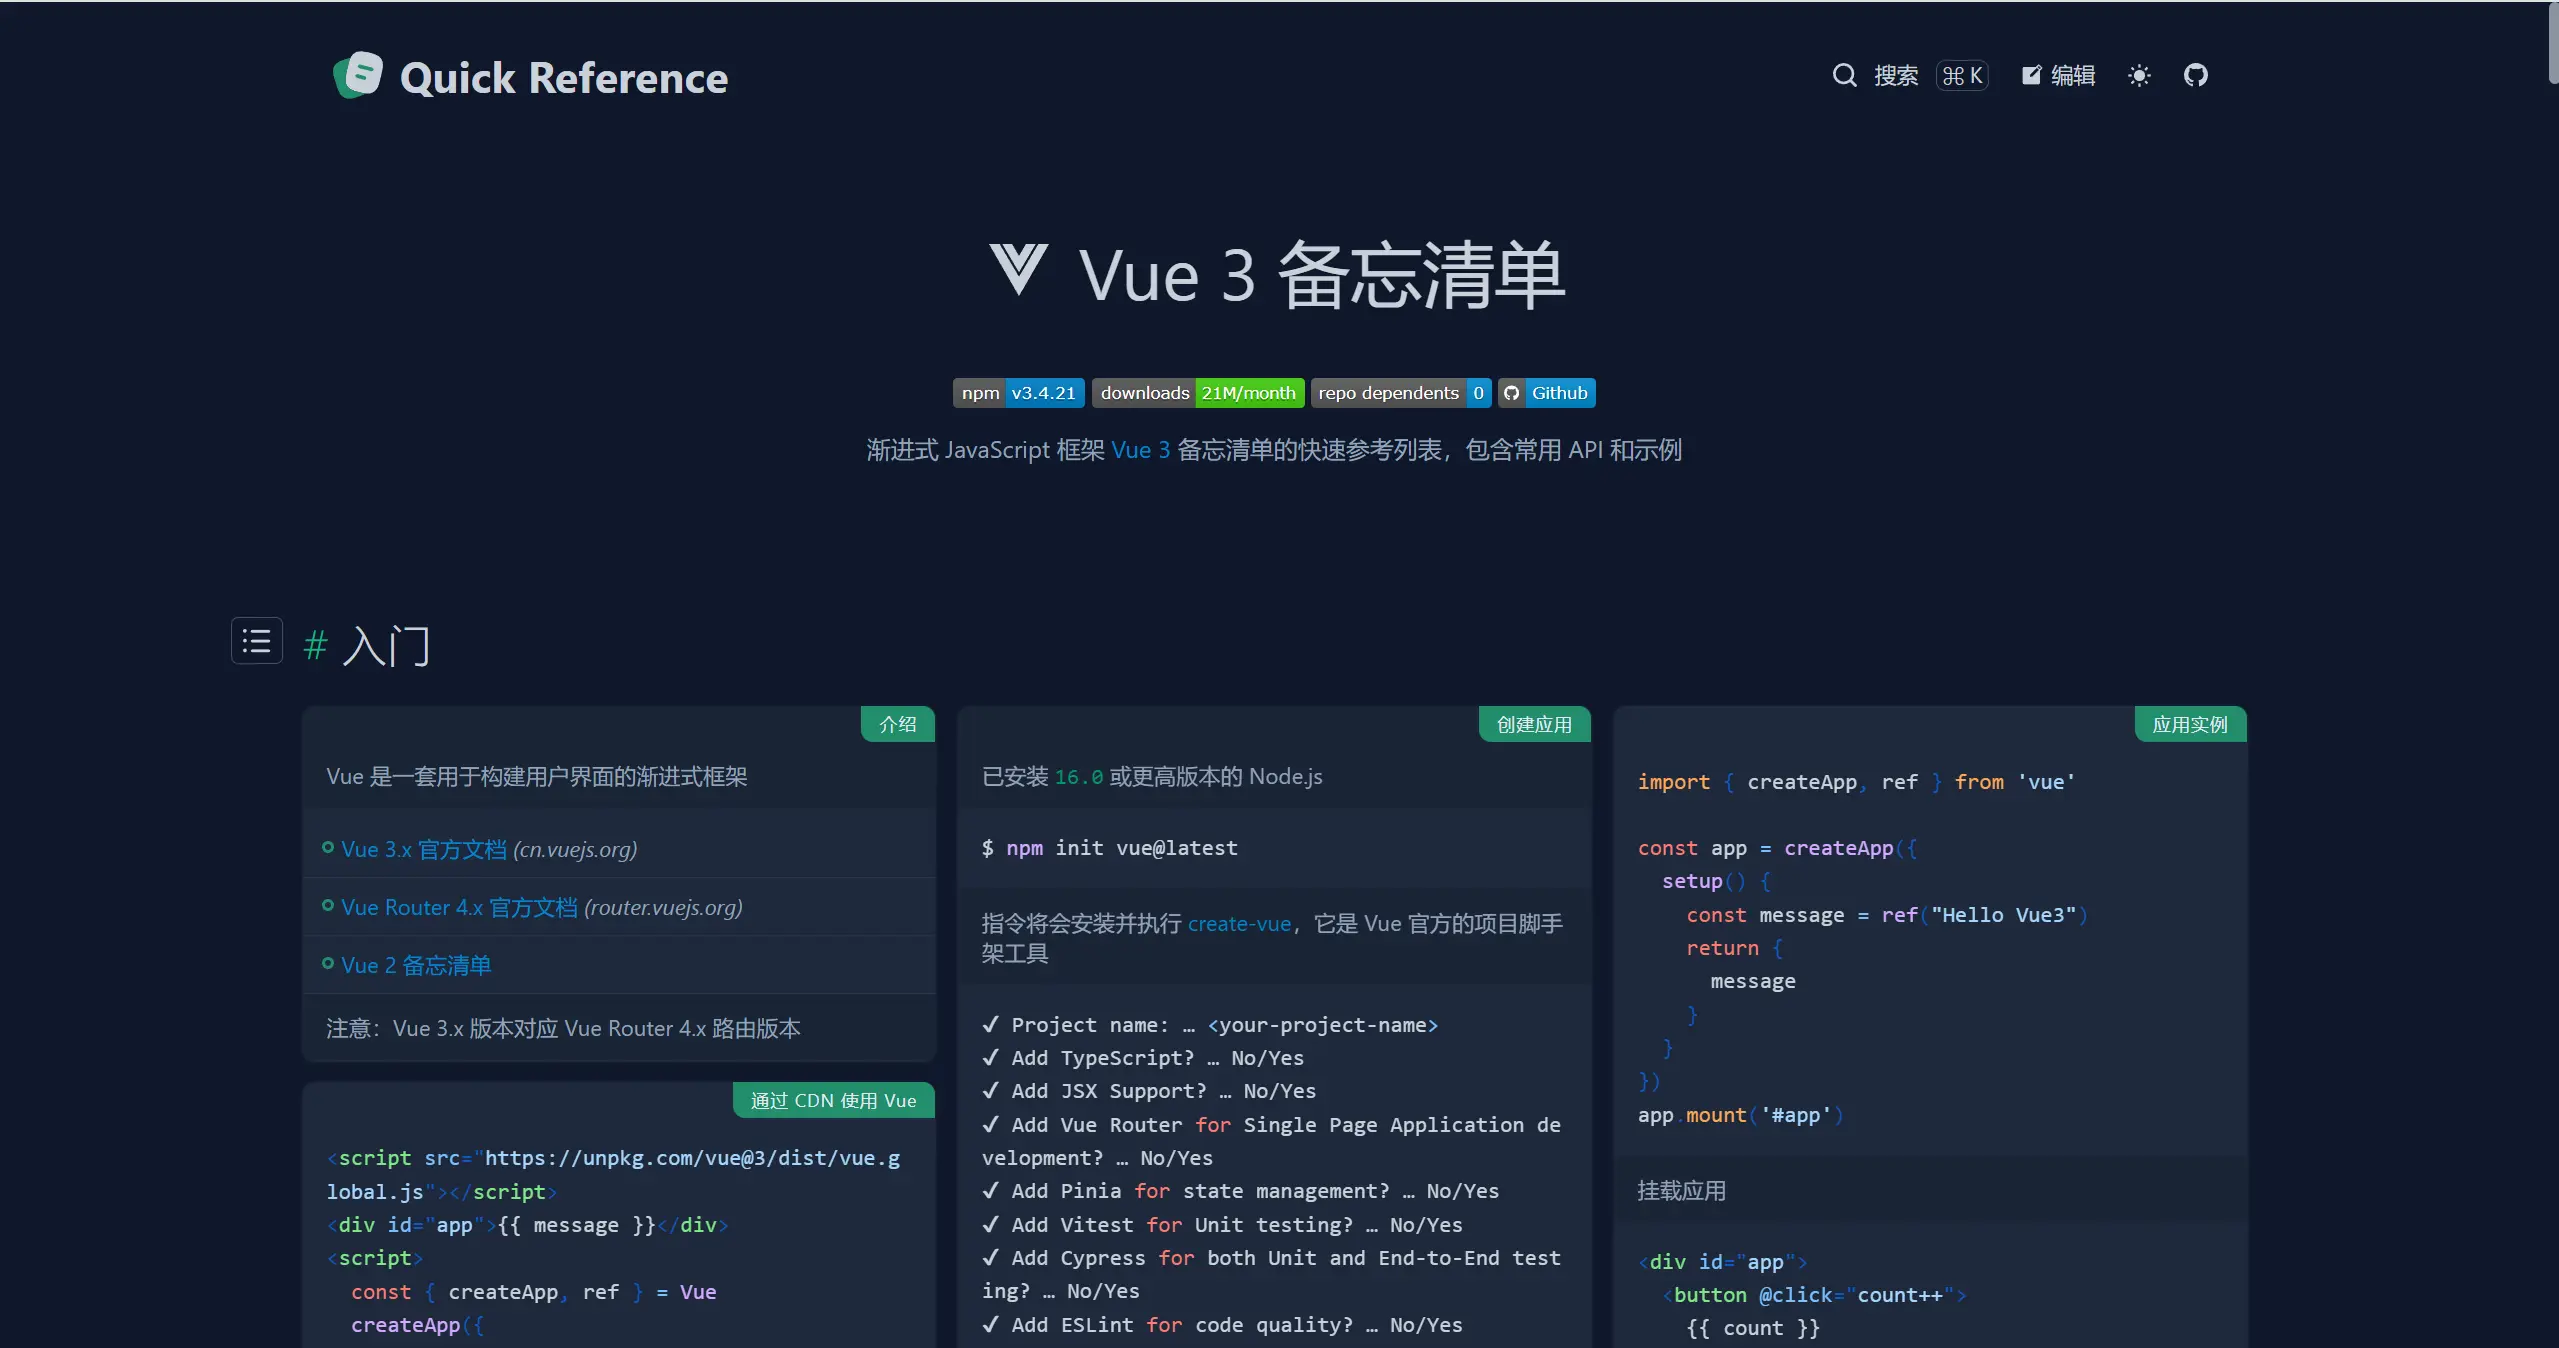 Quick Reference
搜索 ⌘ K 编辑
Vue 3 备忘清单
npm v3.4.21 downloads 21M/month repo dependents 0 Github
渐进式 JavaScript 框架 Vue 3 备忘清单的快速参考列表，包含常用 API 和示例
# 入门
介绍
Vue 是一套用于构建用户界面的渐进式框架
Vue 3.x 官方文档 (cn.vuejs.org)
Vue Router 4.x 官方文档 (router.vuejs.org)
Vue 2 备忘清单
注意：Vue 3.x 版本对应 Vue Router 4.x 路由版本
通过 CDN 使用 Vue
<script src="https://unpkg.com/vue@3/dist/vue.g
lobal.js"></script>
<div id="app">{{ message }}</div>
<script>
  const { createApp, ref } = Vue
  createApp({
创建应用
已安装 16.0 或更高版本的 Node.js
$ npm init vue@latest
指令将会安装并执行 create-vue，它是 Vue 官方的项目脚手
架工具
✔ Project name: … <your-project-name>
✔ Add TypeScript? … No/Yes
✔ Add JSX Support? … No/Yes
✔ Add Vue Router for Single Page Application de
velopment? … No/Yes
✔ Add Pinia for state management? … No/Yes
✔ Add Vitest for Unit testing? … No/Yes
✔ Add Cypress for both Unit and End-to-End test
ing? … No/Yes
✔ Add ESLint for code quality? … No/Yes
应用实例
import { createApp, ref } from 'vue'
const app = createApp({
  setup() {
    const message = ref("Hello Vue3")
    return {
      message
    }
  }
})
app.mount('#app')
挂载应用
<div id="app">
  <button @click="count++">
    {{ count }}